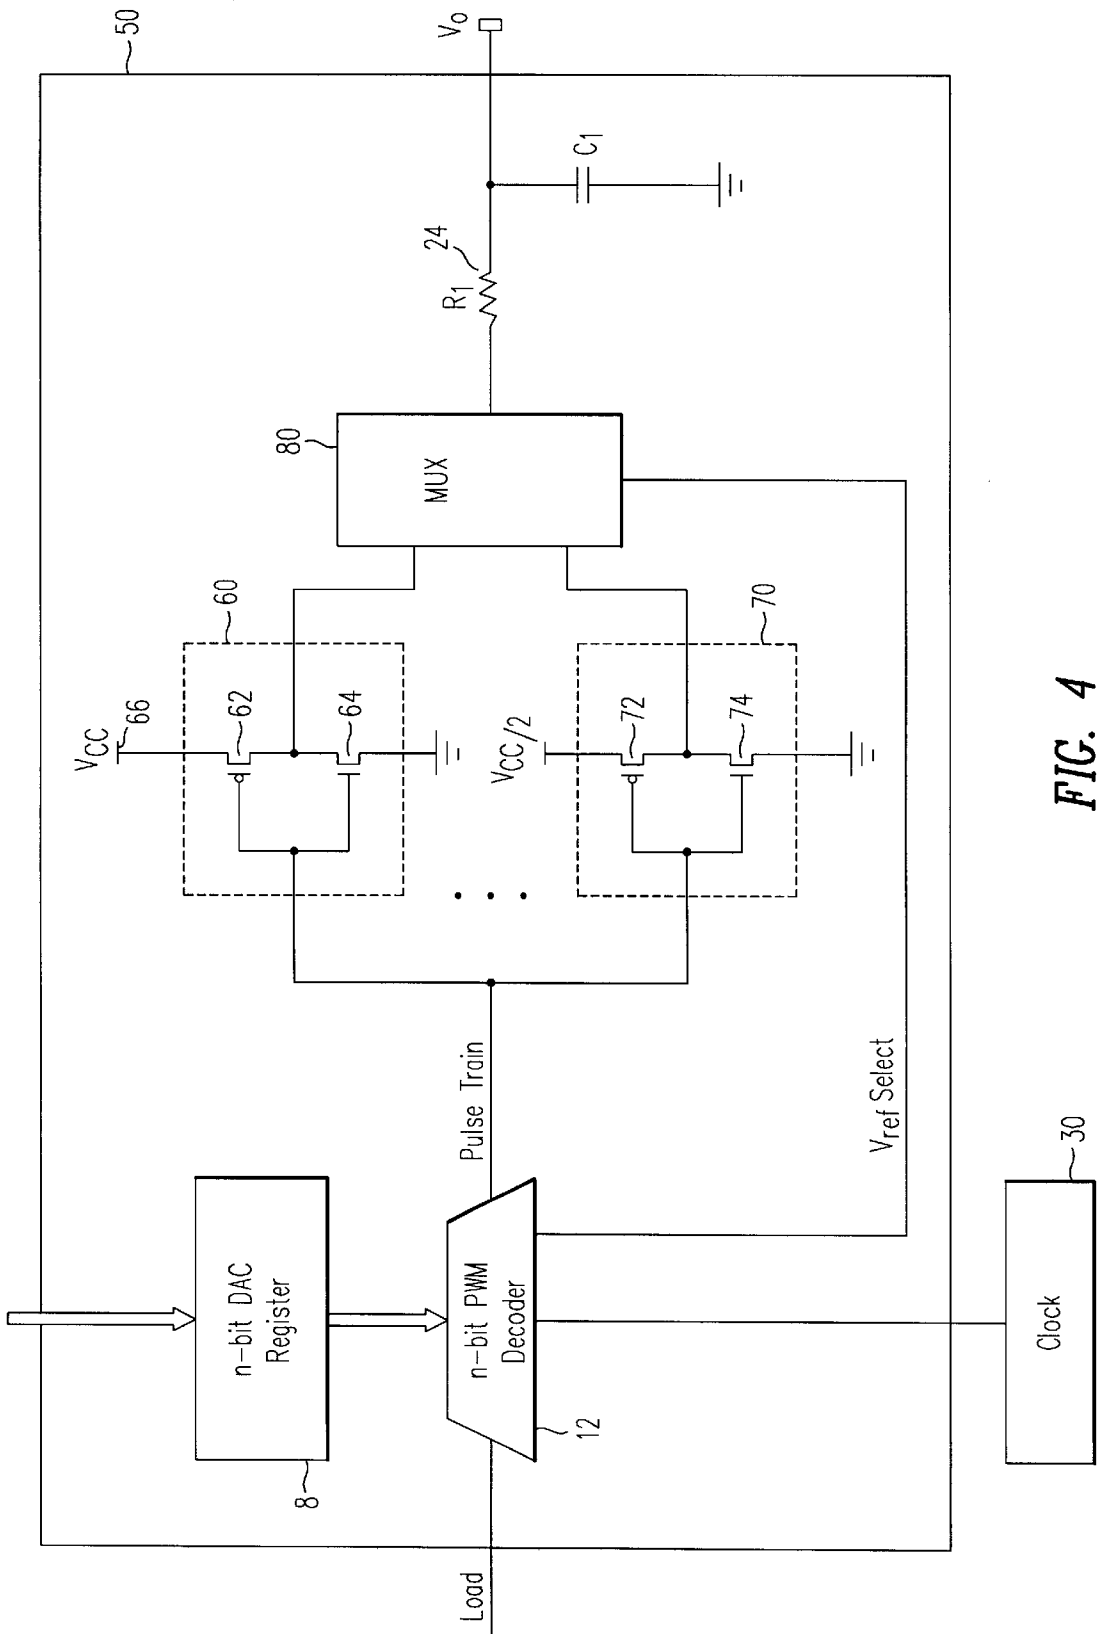 50
V₀
C₁
24
R₁
80
MUX
60
VCC
66
62
64
70
VCC/2
72
74
Pulse Train
Vref Select
n-bit DAC
Register
8
n-bit PWM
Decoder
12
Load
Clock
30
FIG. 4